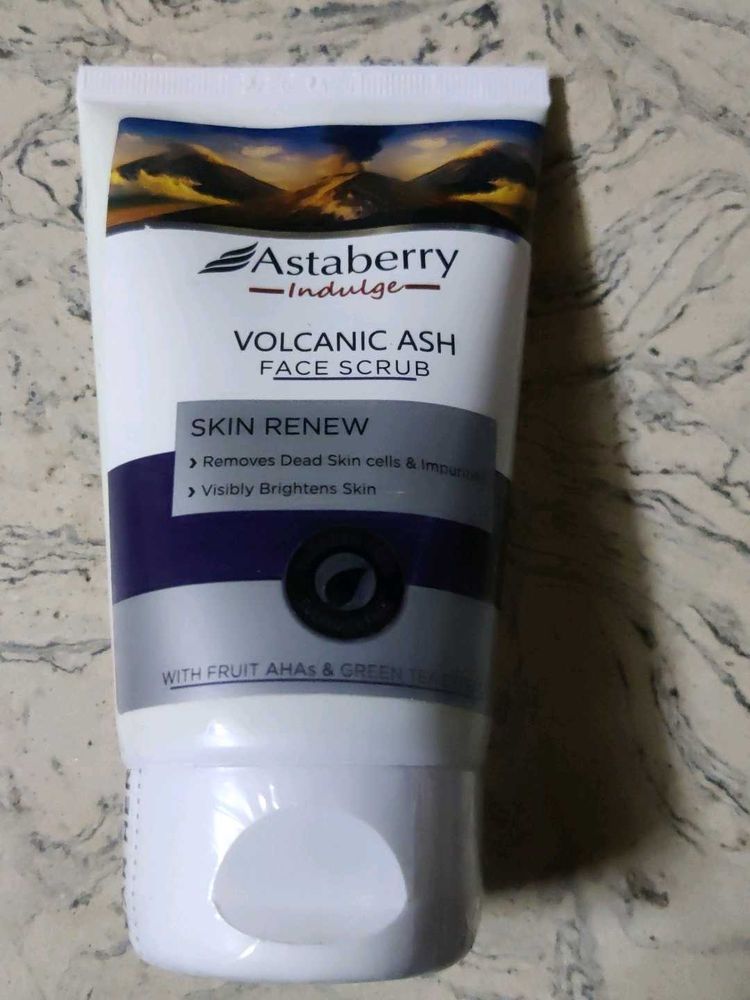 Astaberry
Indulge
VOLCANIC ASH
FACE SCRUB
SKIN RENEW
› Removes Dead Skin cells &
› Visibly Brightens Skin
WITH FRUIT AHAs & GREEN TEA